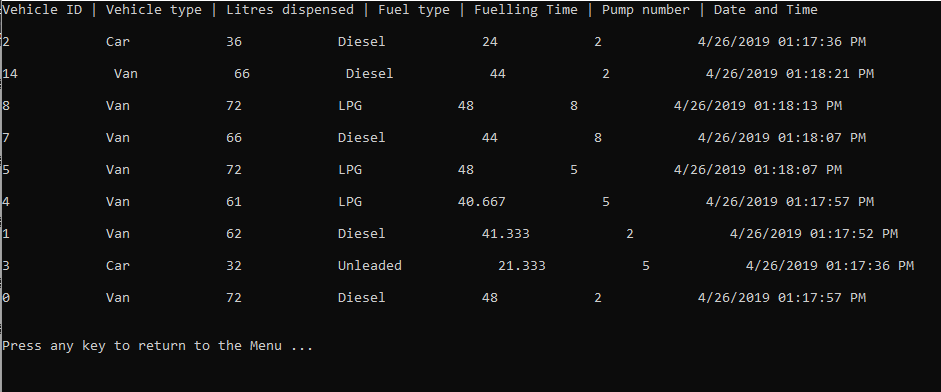 Vehicle ID | Vehicle type | Litres dispensed | Fuel type | Fuelling Time | Pump number | Date and Time
2 Car 36 Diesel 24 2 4/26/2019 01:17:36 PM
14 Van 66 Diesel 44 2 4/26/2019 01:18:21 PM
8 Van 72 LPG 48 8 4/26/2019 01:18:13 PM
7 Van 66 Diesel 44 8 4/26/2019 01:18:07 PM
5 Van 72 LPG 48 5 4/26/2019 01:18:07 PM
4 Van 61 LPG 40.667 5 4/26/2019 01:17:57 PM
1 Van 62 Diesel 41.333 2 4/26/2019 01:17:52 PM
3 Car 32 Unleaded 21.333 5 4/26/2019 01:17:36 PM
0 Van 72 Diesel 48 2 4/26/2019 01:17:57 PM
Press any key to return to the Menu ...